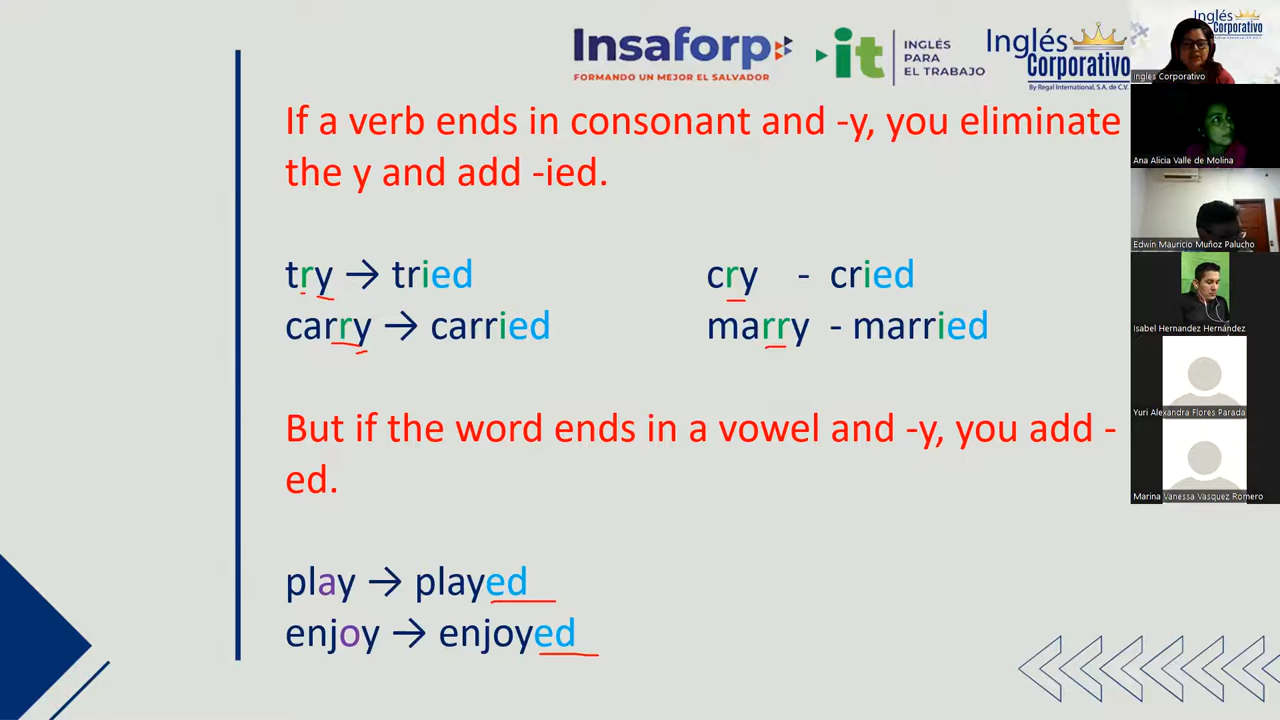 Insaforp
FORMANDO UN MEJOR EL SALVADOR
it
INGLÉS
PARA
EL TRABAJO
Inglés
Corporativo
By Regal International, S.A. de C.V.
Inglés
Corporativo
Ingles Corporativo
Ana Alicia Valle de Molina
Edwin Mauricio Muñoz Palucho
Isabel Hernandez Hernández
Yuri Alexandra Flores Parada
Marina Vanessa Vásquez Romero
If a verb ends in consonant and -y, you eliminate
the y and add -ied.
try → tried cry - cried
carry → carried marry - married
But if the word ends in a vowel and -y, you add -
ed.
play → played
enjoy → enjoyed